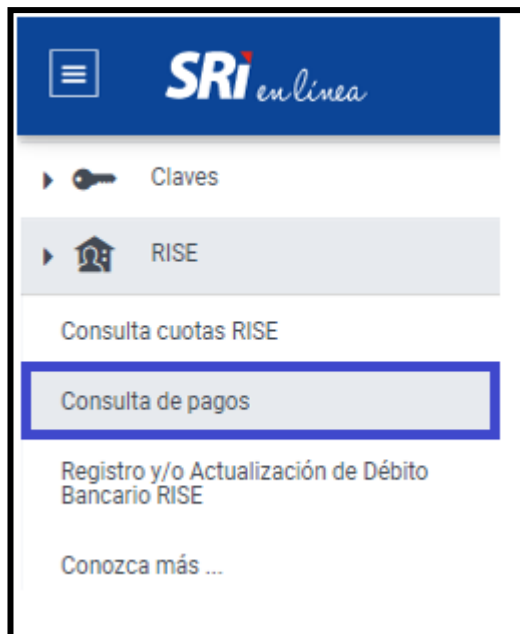 SRi en línea
Claves
RISE
Consulta cuotas RISE
Consulta de pagos
Registro y/o Actualización de Débito
Bancario RISE
Conozca más ...